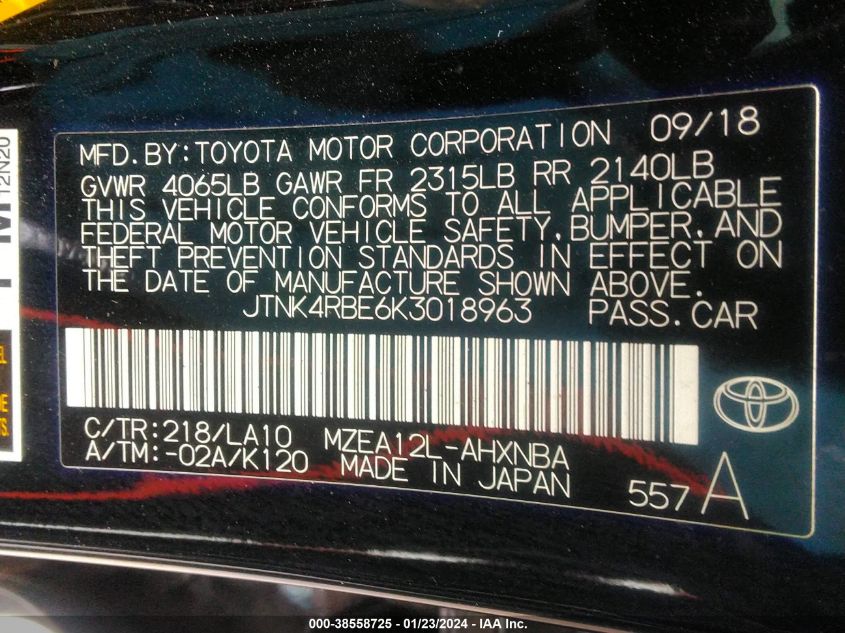 MFD.BY:TOYOTA MOTOR CORPORATION 09/18
GVWR 4065LB GAWR FR 2315LB RR 2140LB
THIS VEHICLE CONFORMS TO ALL APPLICABLE
FEDERAL MOTOR VEHICLE SAFETY,BUMPER,AND
THEFT PREVENTION STANDARDS IN EFFECT ON
THE DATE OF MANUFACTURE SHOWN ABOVE.
JTNK4RBE6K3018963 PASS.CAR
C/TR:218/LA10 MZEA12L-AHXNBA
A/TM:-02A/K120 MADE IN JAPAN
557 A
12N20
000-38558725 - 01/23/2024 - © IAA Inc.